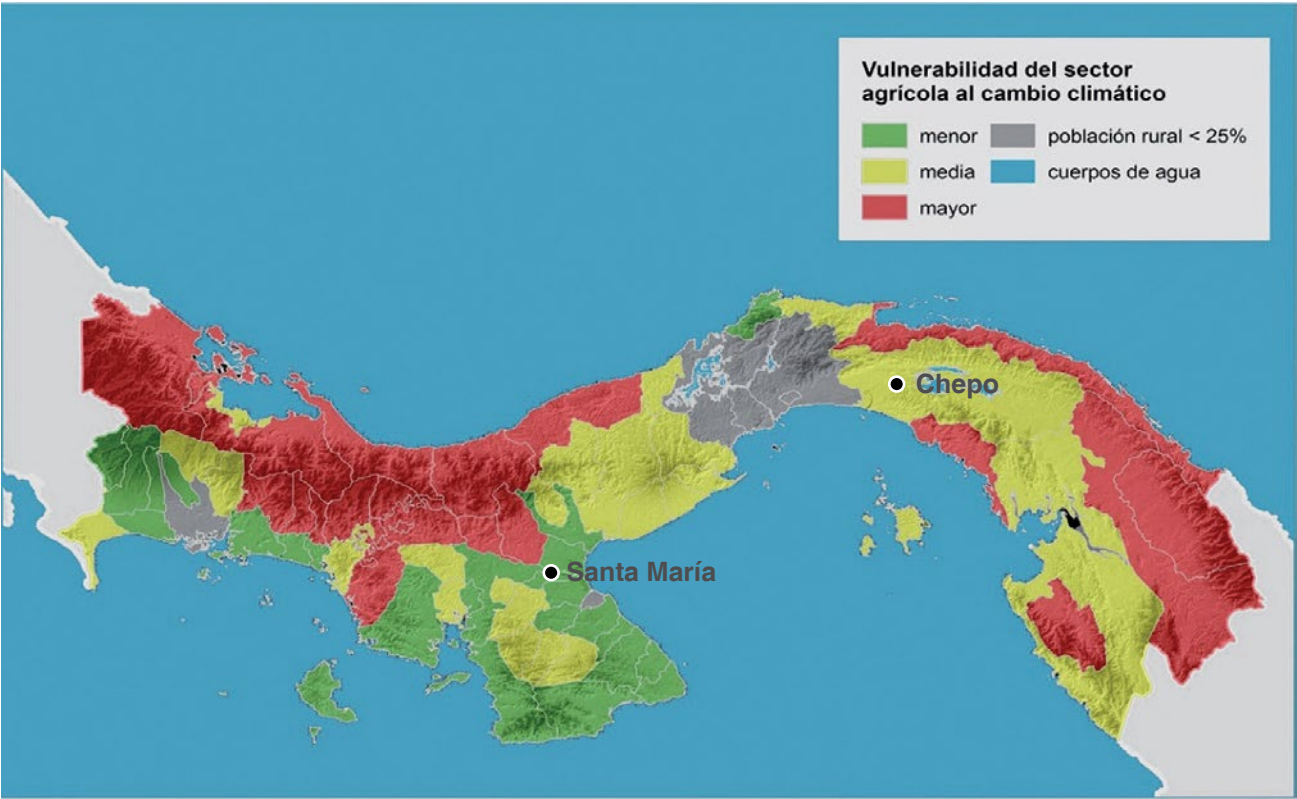 Vulnerabilidad del sector
agrícola al cambio climático
menor
población rural < 25%
media
cuerpos de agua
mayor
Chepo
Santa María